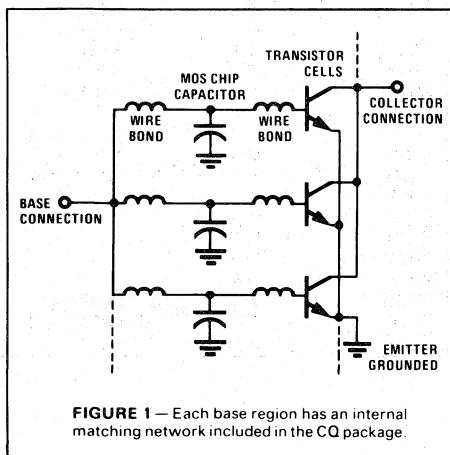 TRANSISTOR
CELLS
MOS CHIP
CAPACITOR
COLLECTOR
CONNECTION
WIRE
BOND
WIRE
BOND
BASE
CONNECTION
EMITTER
GROUNDED
FIGURE 1 — Each base region has an internal
matching network included in the CQ package.